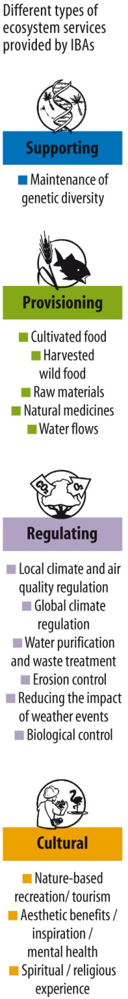 Different types of
ecosystem services
provided by IBAs
Supporting
Maintenance of
genetic diversity
Provisioning
Cultivated food
Harvested
wild food
Raw materials
Natural medicines
Water flows
CO₂
O₂
Regulating
Local climate and air
quality regulation
Global climate
regulation
Water purification
and waste treatment
Erosion control
Reducing the impact
of weather events
Biological control
Cultural
Nature-based
recreation/ tourism
Aesthetic benefits /
inspiration /
mental health
Spiritual / religious
experience